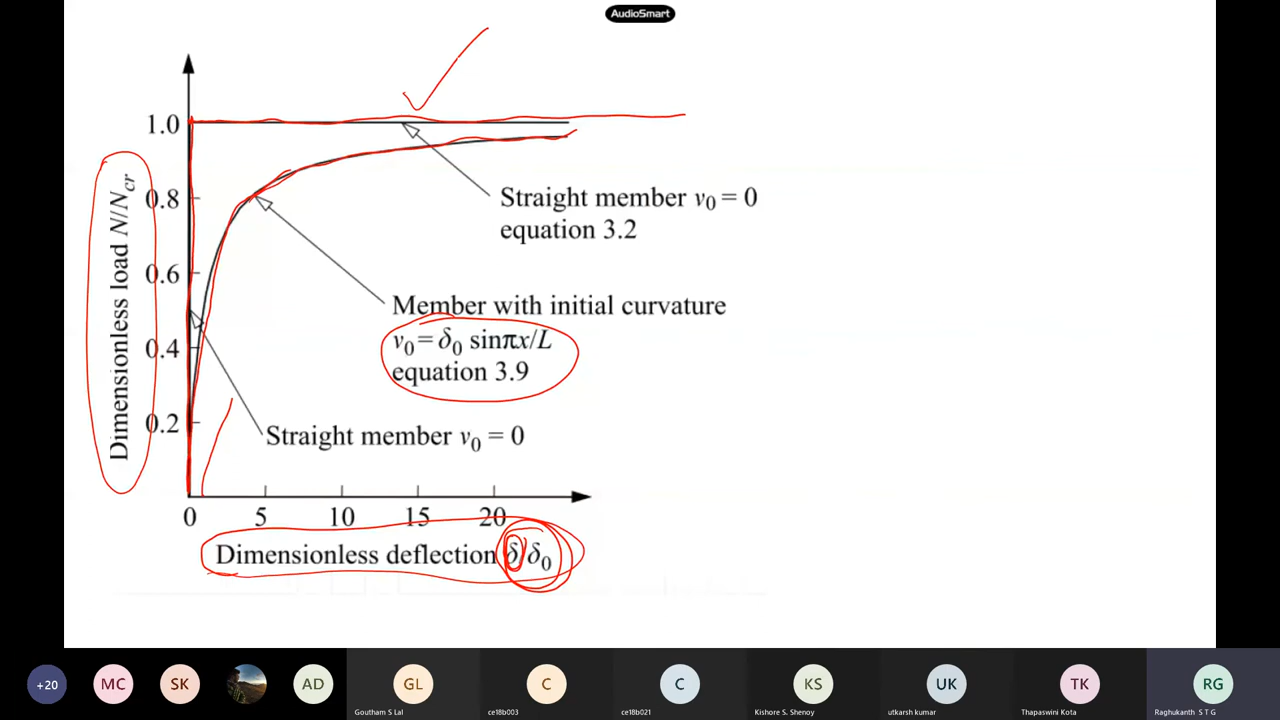 AudioSmart
1.0
0.8
0.6
0.4
0.2
Dimensionless load N/Ncr
Straight member v0 = 0
equation 3.2
Member with initial curvature
v0 = δ0 sinπx/L
equation 3.9
Straight member v0 = 0
0 5 10 15 20
Dimensionless deflection δ/δ0
+20 MC SK AD GL C C KS UK TK RG
Goutham S Lal ce18b003 ce18b021 Kishore S. Shenoy utkarsh kumar Thapaswini Kota Raghukanth S T G